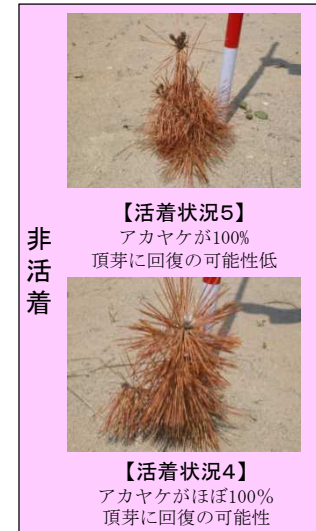 非活着
【活着状況5】
アカヤケが100%
頂芽に回復の可能性低
【活着状況4】
アカヤケがほぼ100%
頂芽に回復の可能性